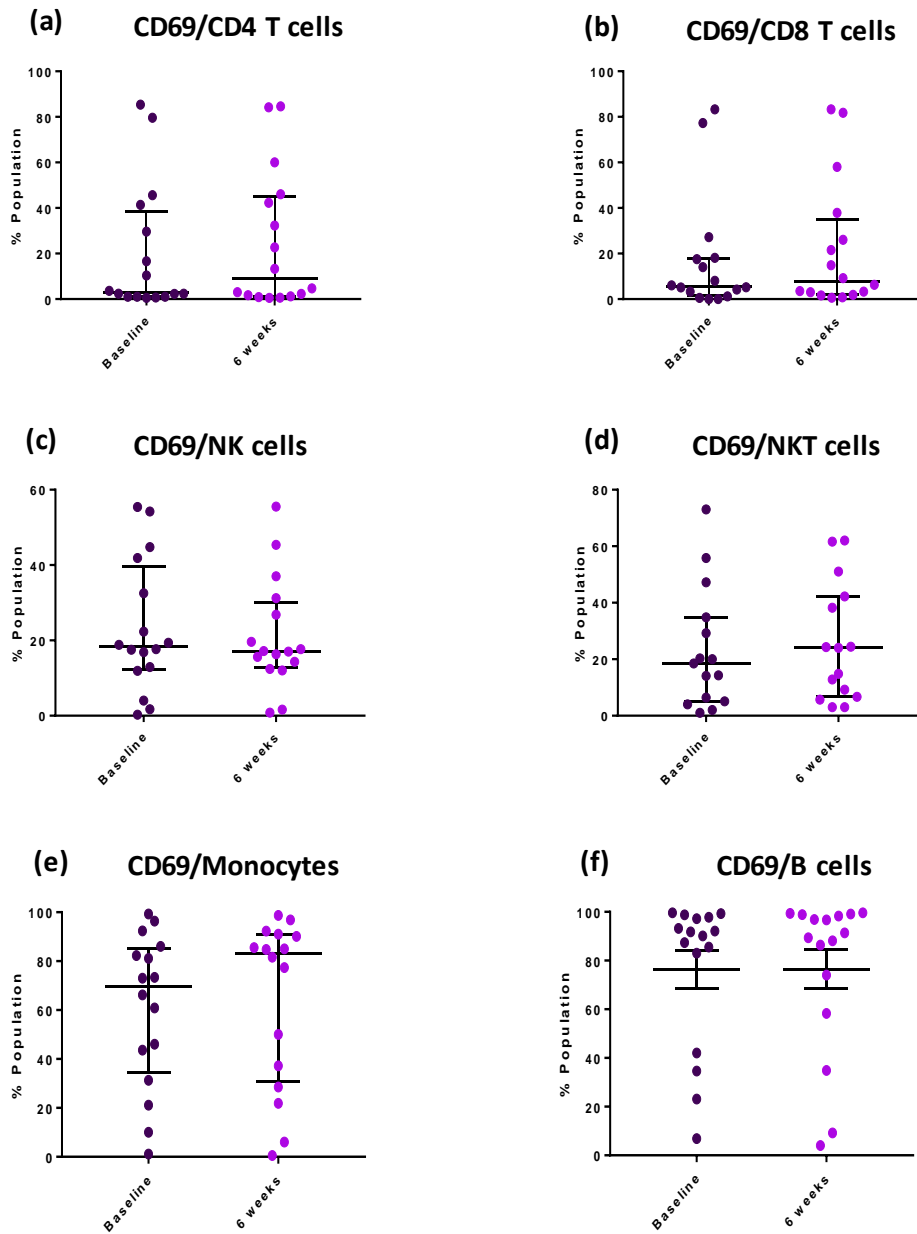 (a) CD69/CD4 T cells
% Population
100
80
60
40
20
0
Baseline
6 weeks
(b) CD69/CD8 T cells
% Population
100
80
60
40
20
0
Baseline
6 weeks
(c) CD69/NK cells
% Population
60
40
20
0
Baseline
6 weeks
(d) CD69/NKT cells
% Population
80
60
40
20
0
Baseline
6 weeks
(e) CD69/Monocytes
% Population
100
80
60
40
20
0
Baseline
6 weeks
(f) CD69/B cells
% Population
100
80
60
40
20
0
Baseline
6 weeks